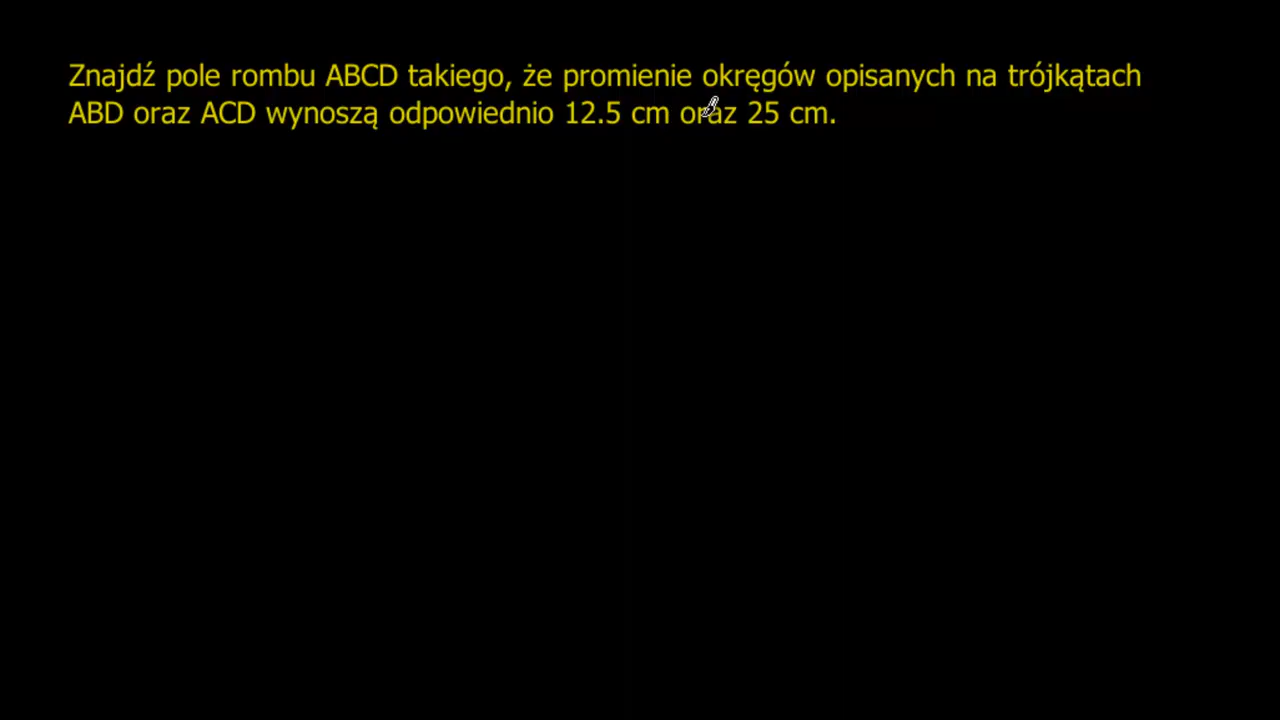 Znajdź pole rombu ABCD takiego, że promienie okręgów opisanych na trójkątach
ABD oraz ACD wynoszą odpowiednio 12.5 cm oraz 25 cm.